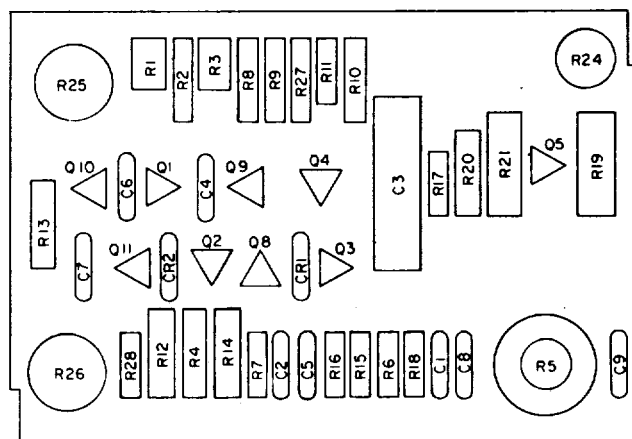 R25 R1 R2 R3 R8 R9 R27 R11 R10 R24
Q10 C6 Q1 C4 Q9 Q4 C3 R17 R20 R21 Q5 R19
R13
C7 Q11 CR2 Q2 Q8 CR1 Q3
R26 R28 R12 R4 R14 R7 C2 C5 R16 R15 R6 R18 C1 C8 R5 C9